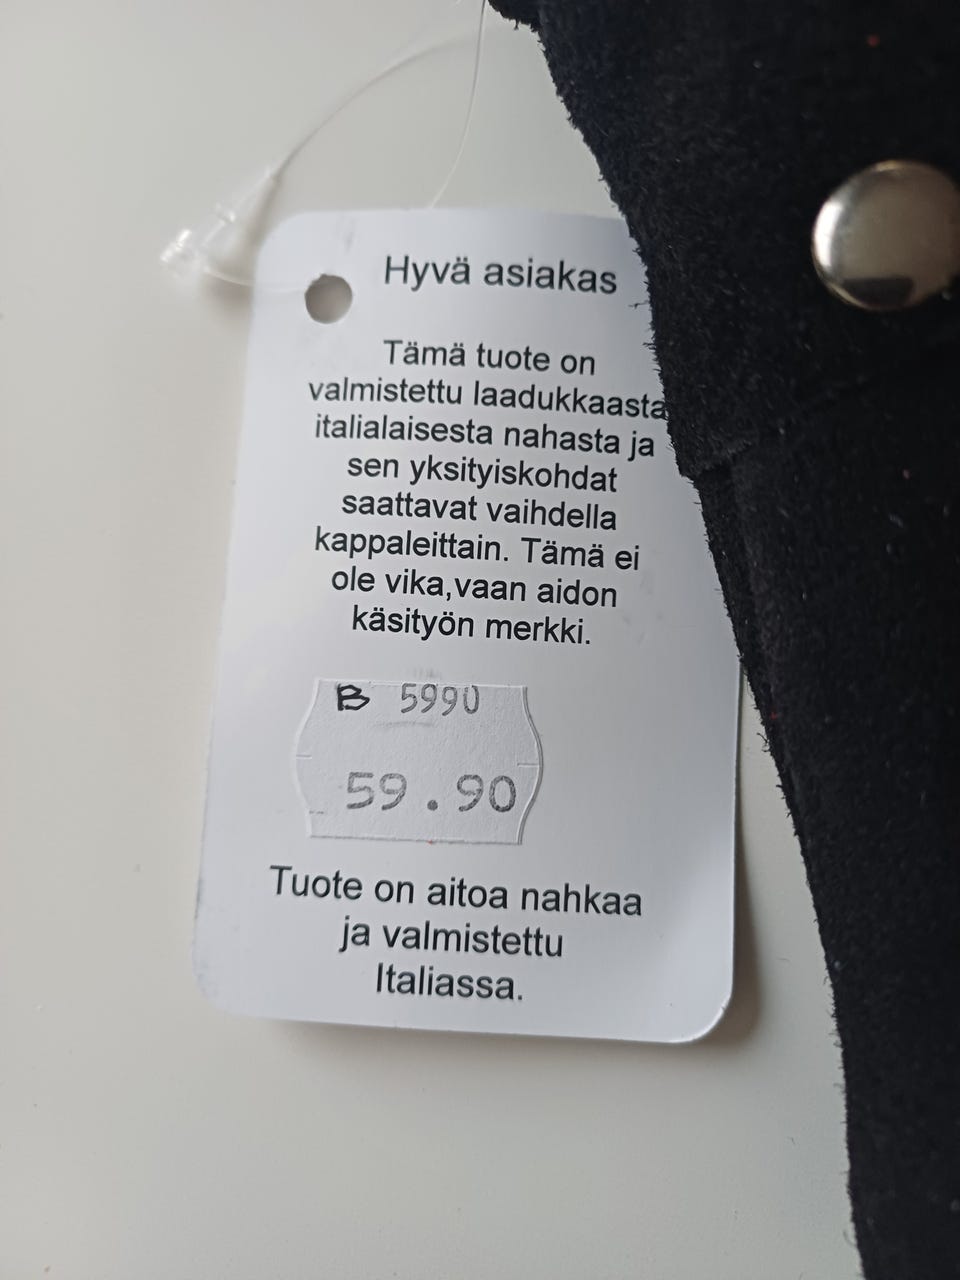 Hyvä asiakas
Tämä tuote on
valmistettu laadukkaasta
italialaisesta nahasta ja
sen yksityiskohdat
saattavat vaihdella
kappaleittain. Tämä ei
ole vika,vaan aidon
käsityön merkki.
B 5990
59.90
Tuote on aitoa nahkaa
ja valmistettu
Italiassa.